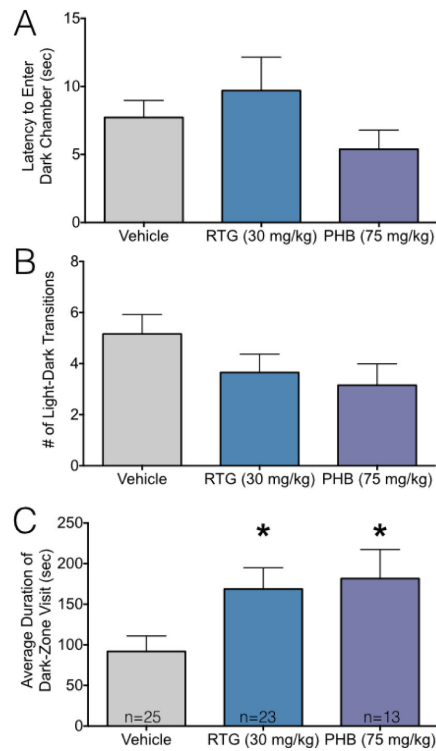 A
Latency to Enter
Dark Chamber (sec)
15
10
5
0
Vehicle RTG (30 mg/kg) PHB (75 mg/kg)
B
# of Light-Dark Transitions
8
6
4
2
0
Vehicle RTG (30 mg/kg) PHB (75 mg/kg)
C
Average Duration of
Dark-Zone Visit (sec)
250
200
150
100
50
0
* *
n=25 n=23 n=13
Vehicle RTG (30 mg/kg) PHB (75 mg/kg)